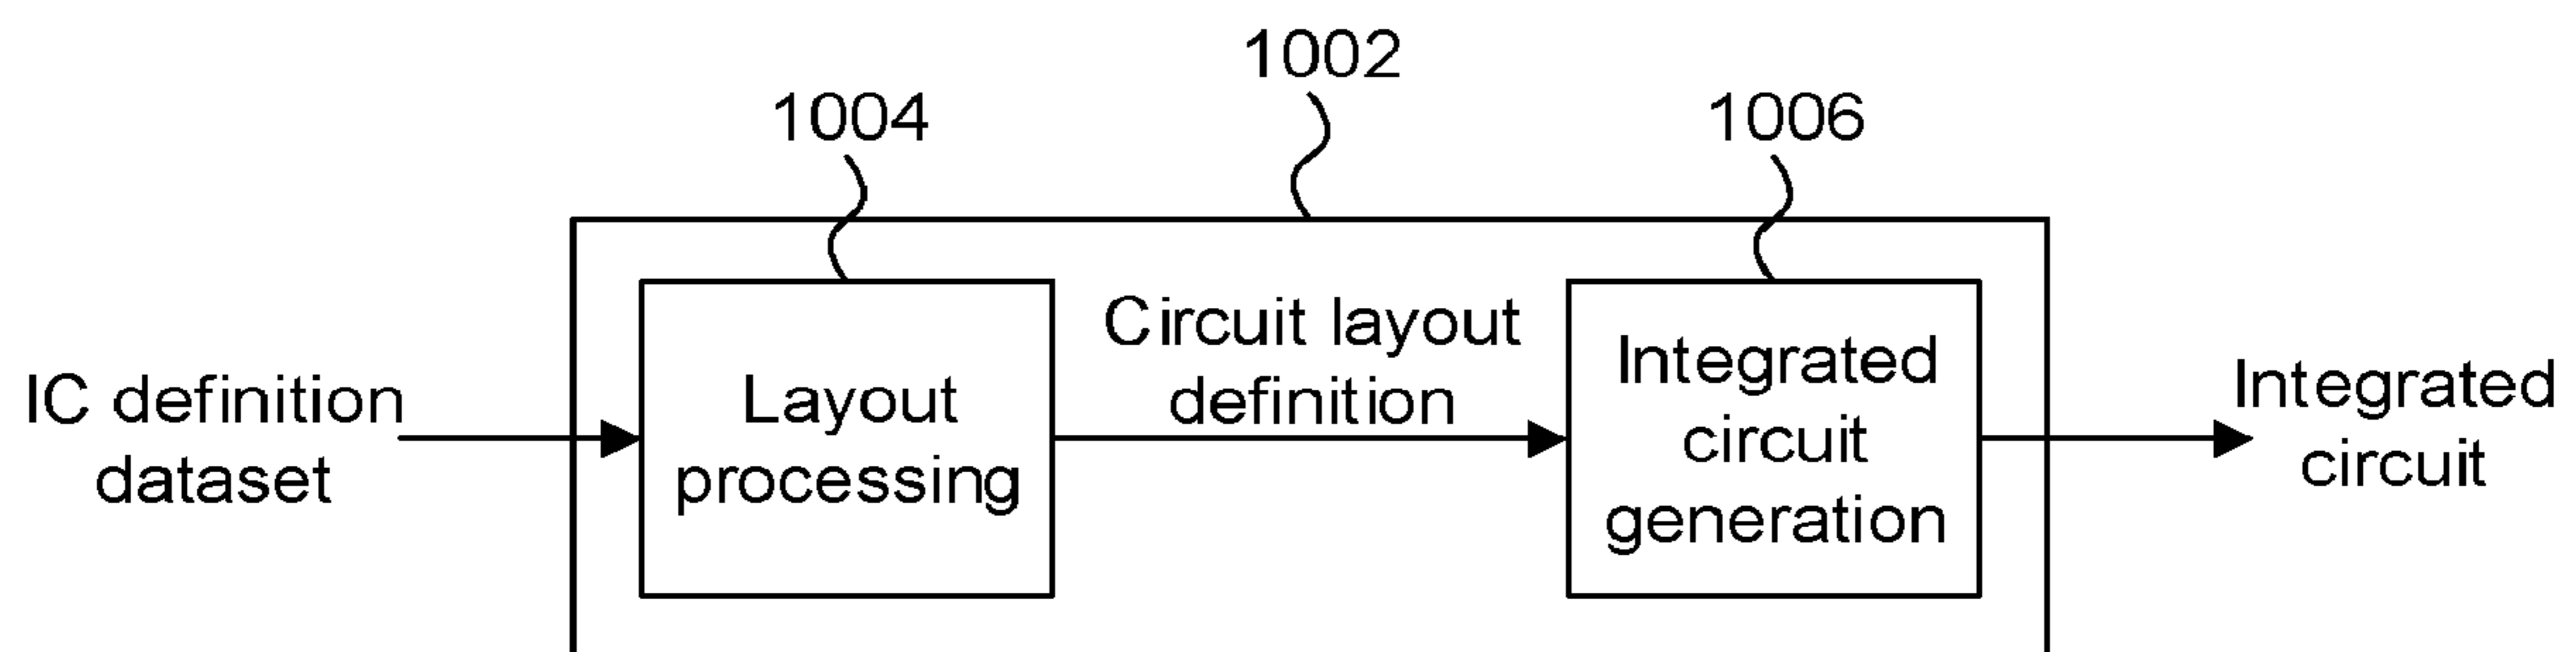 1002
1004
1006
IC definition
dataset
Layout
processing
Circuit layout
definition
Integrated
circuit
generation
Integrated
circuit